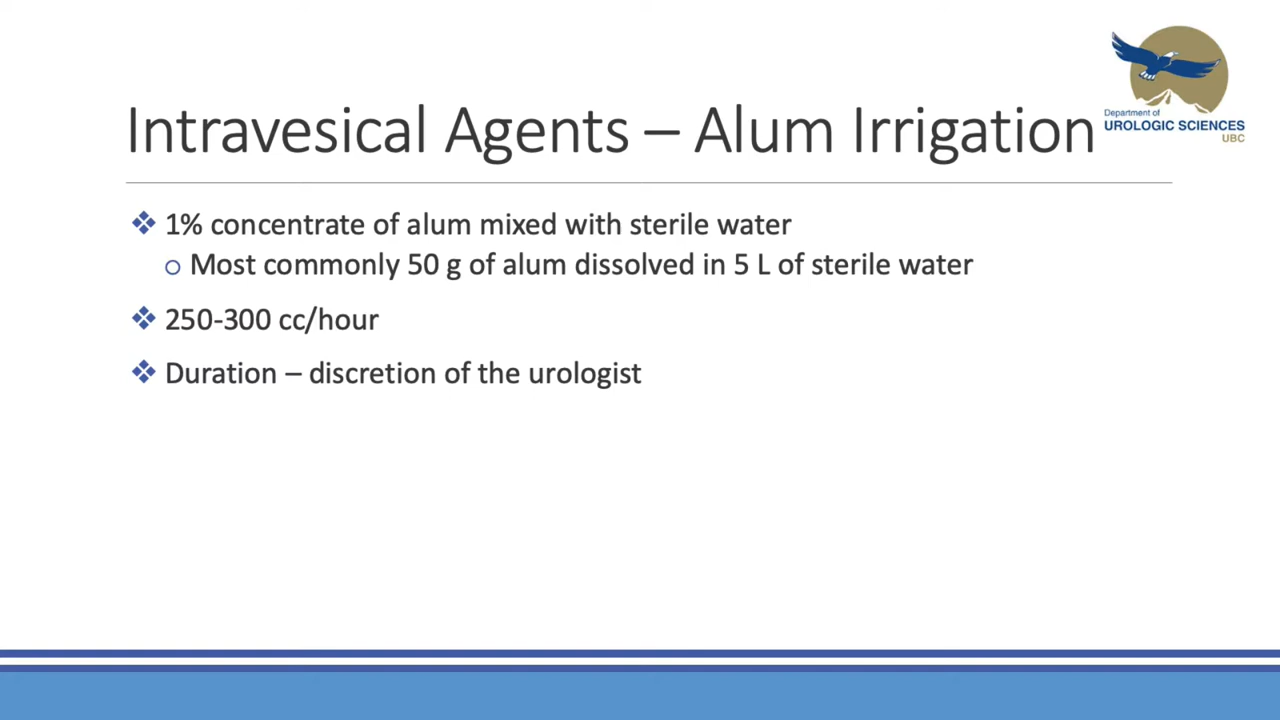 Department of
UROLOGIC SCIENCES
UBC
Intravesical Agents – Alum Irrigation
1% concentrate of alum mixed with sterile water
Most commonly 50 g of alum dissolved in 5 L of sterile water
250-300 cc/hour
Duration – discretion of the urologist